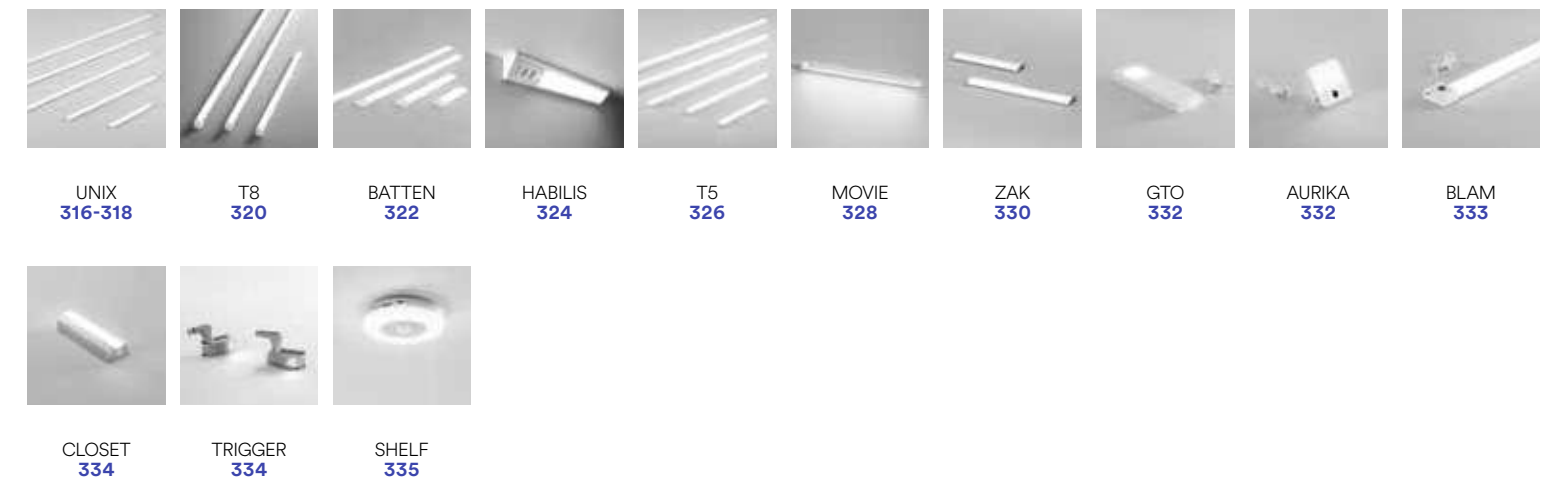 UNIX
316-318
T8
320
BATTEN
322
HABILIS
324
T5
326
MOVIE
328
ZAK
330
GTO
332
AURIKA
332
BLAM
333
CLOSET
334
TRIGGER
334
SHELF
335